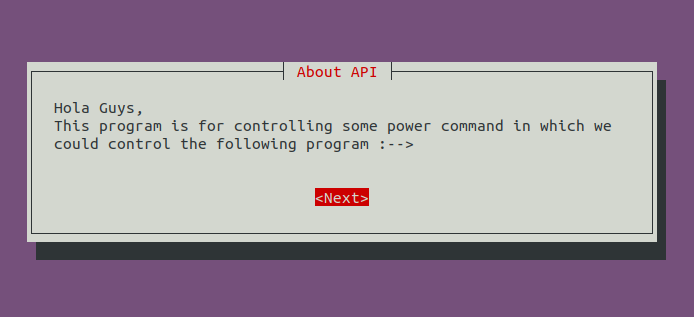 About API
Hola Guys,
This program is for controlling some power command in which we
could control the following program :-->
<Next>